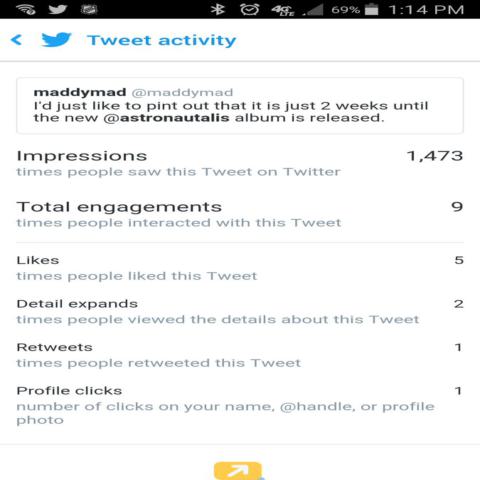 4G LTE 69% 1:14 PM
Tweet activity
maddymad @maddymad
I'd just like to pint out that it is just 2 weeks until
the new @astronautalis album is released.
Impressions 1,473
times people saw this Tweet on Twitter
Total engagements 9
times people interacted with this Tweet
Likes 5
times people liked this Tweet
Detail expands 2
times people viewed the details about this Tweet
Retweets 1
times people retweeted this Tweet
Profile clicks 1
number of clicks on your name, @handle, or profile
photo